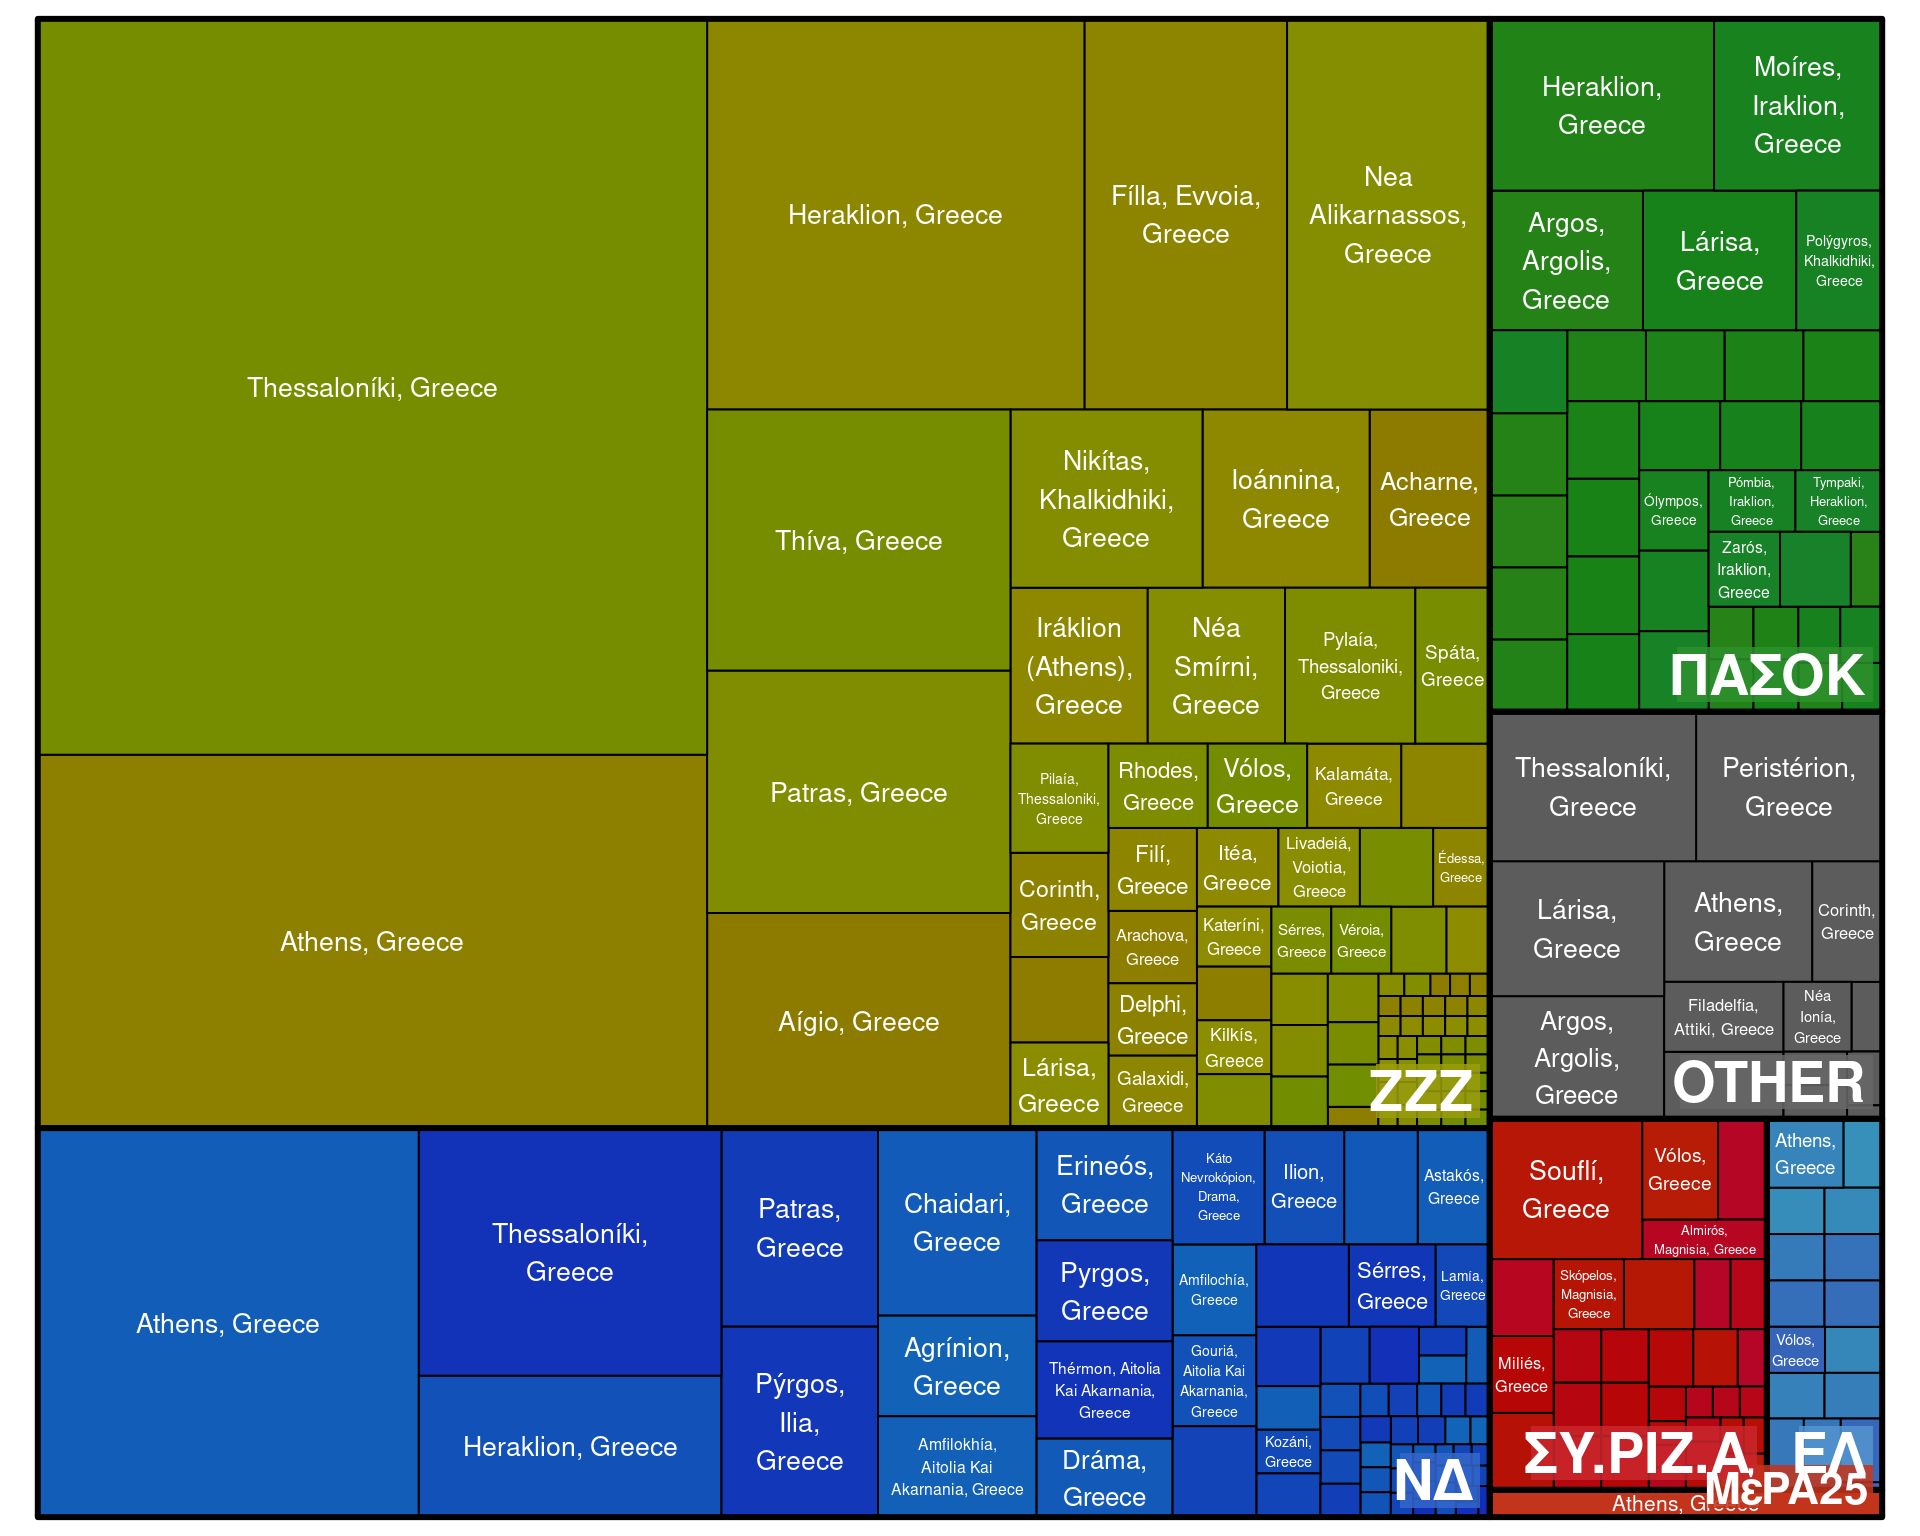 Thessaloníki, Greece
Athens, Greece
Heraklion, Greece
Fílla, Evvoia,
Greece
Nea
Alikarnassos,
Greece
Thíva, Greece
Patras, Greece
Aígio, Greece
Nikítas,
Khalkidhiki,
Greece
Ioánnina,
Greece
Acharne,
Greece
Iráklion
(Athens),
Greece
Néa
Smírni,
Greece
Pylaía,
Thessaloniki,
Greece
Spáta,
Greece
Pilaía,
Thessaloniki,
Greece
Rhodes,
Greece
Vólos,
Greece
Kalamáta,
Greece
Corinth,
Greece
Filí,
Greece
Itéa,
Greece
Livadeiá,
Voiotia,
Greece
Édessa,
Greece
Arachova,
Greece
Kateríni,
Greece
Sérres,
Greece
Véroia,
Greece
Delphi,
Greece
Kilkís,
Greece
Lárisa,
Greece
Galaxidi,
Greece
ZZZ
Athens, Greece
Thessaloníki,
Greece
Heraklion, Greece
Patras,
Greece
Pýrgos,
Ilia,
Greece
Chaidari,
Greece
Agrínion,
Greece
Amfilokhía,
Aitolia Kai
Akarnania, Greece
Erineós,
Greece
Pyrgos,
Greece
Thérmon, Aitolia
Kai Akarnania,
Greece
Dráma,
Greece
Káto
Nevrokópion,
Drama,
Greece
Ilion,
Greece
Astakós,
Greece
Amfilochía,
Greece
Sérres,
Greece
Lamía,
Greece
Gouriá,
Aitolia Kai
Akarnania,
Greece
Kozáni,
Greece
ΝΔ
Heraklion,
Greece
Moíres,
Iraklion,
Greece
Argos,
Argolis,
Greece
Lárisa,
Greece
Polýgyros,
Khalkidhiki,
Greece
Ólympos,
Greece
Pómbia,
Iraklion,
Greece
Tympaki,
Heraklion,
Greece
Zarós,
Iraklion,
Greece
ΠΑΣΟΚ
Thessaloníki,
Greece
Peristérion,
Greece
Lárisa,
Greece
Athens,
Greece
Corinth,
Greece
Argos,
Argolis,
Greece
Filadelfia,
Attiki, Greece
Néa
Ionía,
Greece
OTHER
Souflí,
Greece
Vólos,
Greece
Almirós,
Magnisia, Greece
Skópelos,
Magnisia,
Greece
Miliés,
Greece
ΣΥ.ΡΙΖ.Α.
Athens,
Greece
Vólos,
Greece
ΕΛ
Athens, Greece
ΜέΡΑ25